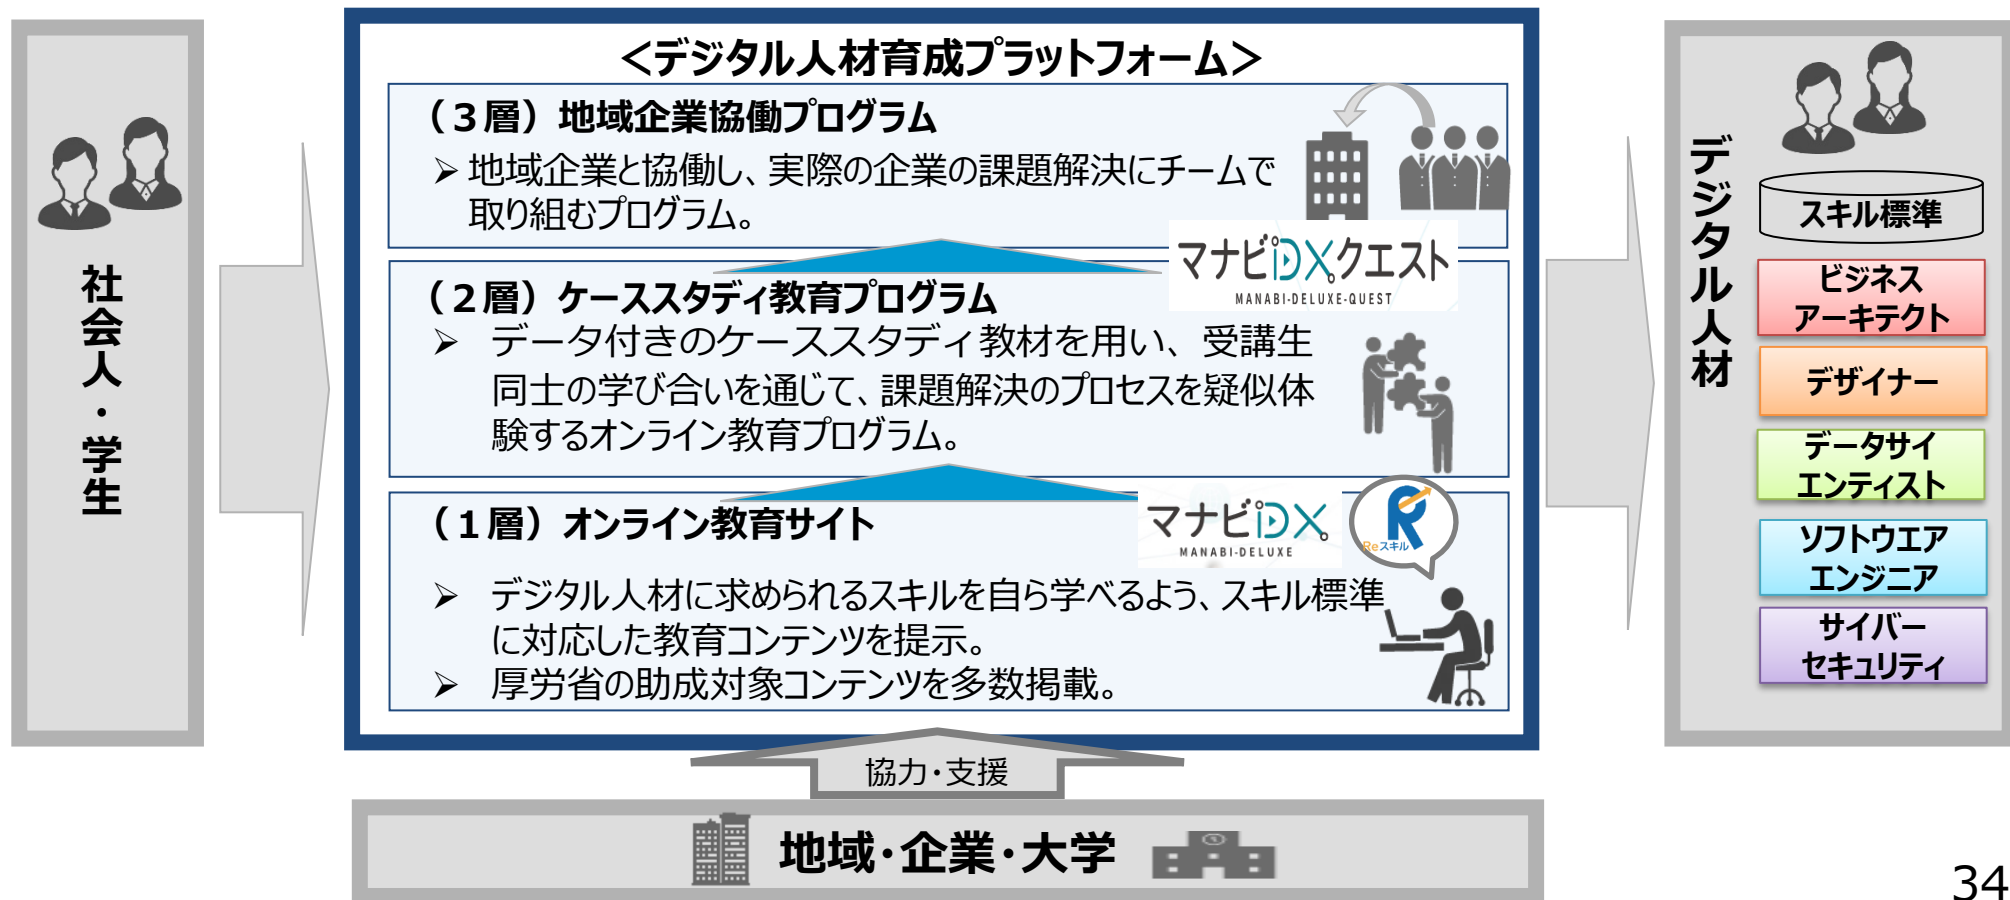 社会人・学生
＜デジタル人材育成プラットフォーム＞
（３層）地域企業協働プログラム
➢ 地域企業と協働し、実際の企業の課題解決にチームで
取り組むプログラム。
マナビDXクエスト
MANABI-DELUXE-QUEST
（２層）ケーススタディ教育プログラム
➢ データ付きのケーススタディ教材を用い、受講生
同士の学び合いを通じて、課題解決のプロセスを疑似体
験するオンライン教育プログラム。
（１層）オンライン教育サイト
マナビDX
MANABI-DELUXE
Reスキル
➢ デジタル人材に求められるスキルを自ら学べるよう、スキル標準
に対応した教育コンテンツを提示。
➢ 厚労省の助成対象コンテンツを多数掲載。
協力・支援
地域・企業・大学
デジタル人材
スキル標準
ビジネス
アーキテクト
デザイナー
データサイ
エンティスト
ソフトウエア
エンジニア
サイバー
セキュリティ
34